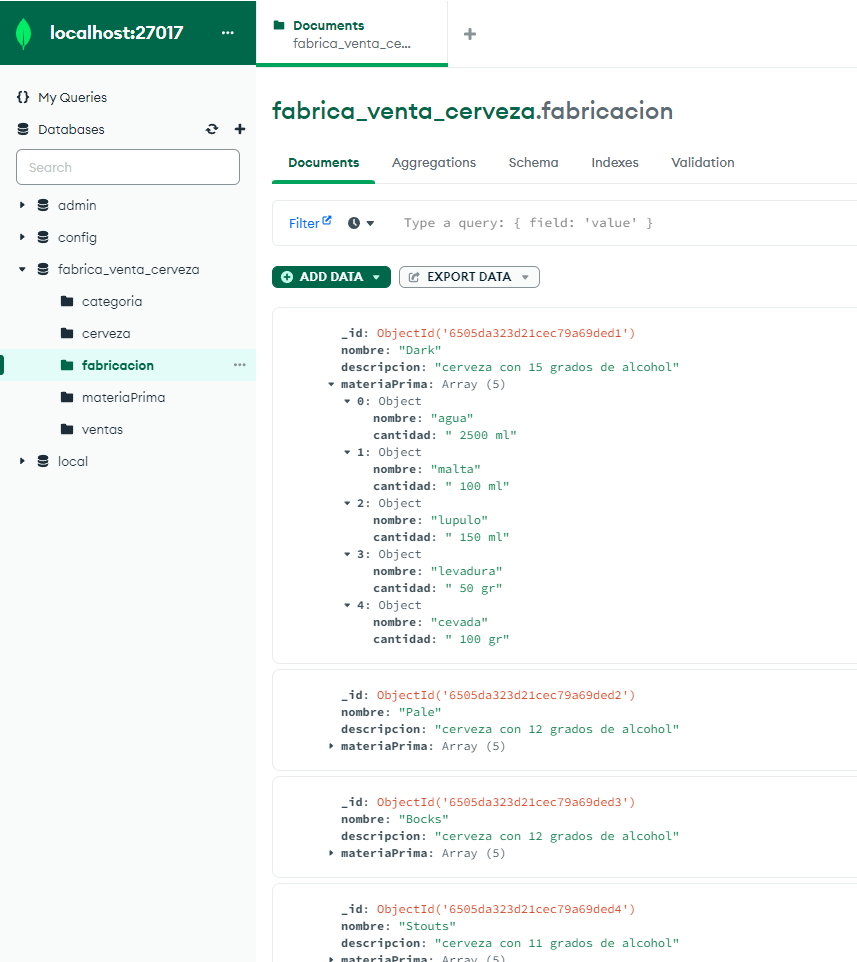 localhost:27017 ...
{} My Queries
Databases
Search
admin
config
fabrica_venta_cerveza
categoria
cerveza
fabricacion ...
materiaPrima
ventas
local
Documents
fabrica_venta_ce...
fabrica_venta_cerveza.fabricacion
Documents Aggregations Schema Indexes Validation
Filter Type a query: { field: 'value' }
ADD DATA EXPORT DATA
_id: ObjectId('6505da323d21cec79a69ded1')
nombre: "Dark"
descripcion: "cerveza con 15 grados de alcohol"
materiaPrima: Array (5)
0: Object
nombre: "agua"
cantidad: " 2500 ml"
1: Object
nombre: "malta"
cantidad: " 100 ml"
2: Object
nombre: "lupulo"
cantidad: " 150 ml"
3: Object
nombre: "levadura"
cantidad: " 50 gr"
4: Object
nombre: "cevada"
cantidad: " 100 gr"
_id: ObjectId('6505da323d21cec79a69ded2')
nombre: "Pale"
descripcion: "cerveza con 12 grados de alcohol"
materiaPrima: Array (5)
_id: ObjectId('6505da323d21cec79a69ded3')
nombre: "Bocks"
descripcion: "cerveza con 12 grados de alcohol"
materiaPrima: Array (5)
_id: ObjectId('6505da323d21cec79a69ded4')
nombre: "Stouts"
descripcion: "cerveza con 11 grados de alcohol"
materiaPrima: Array (5)